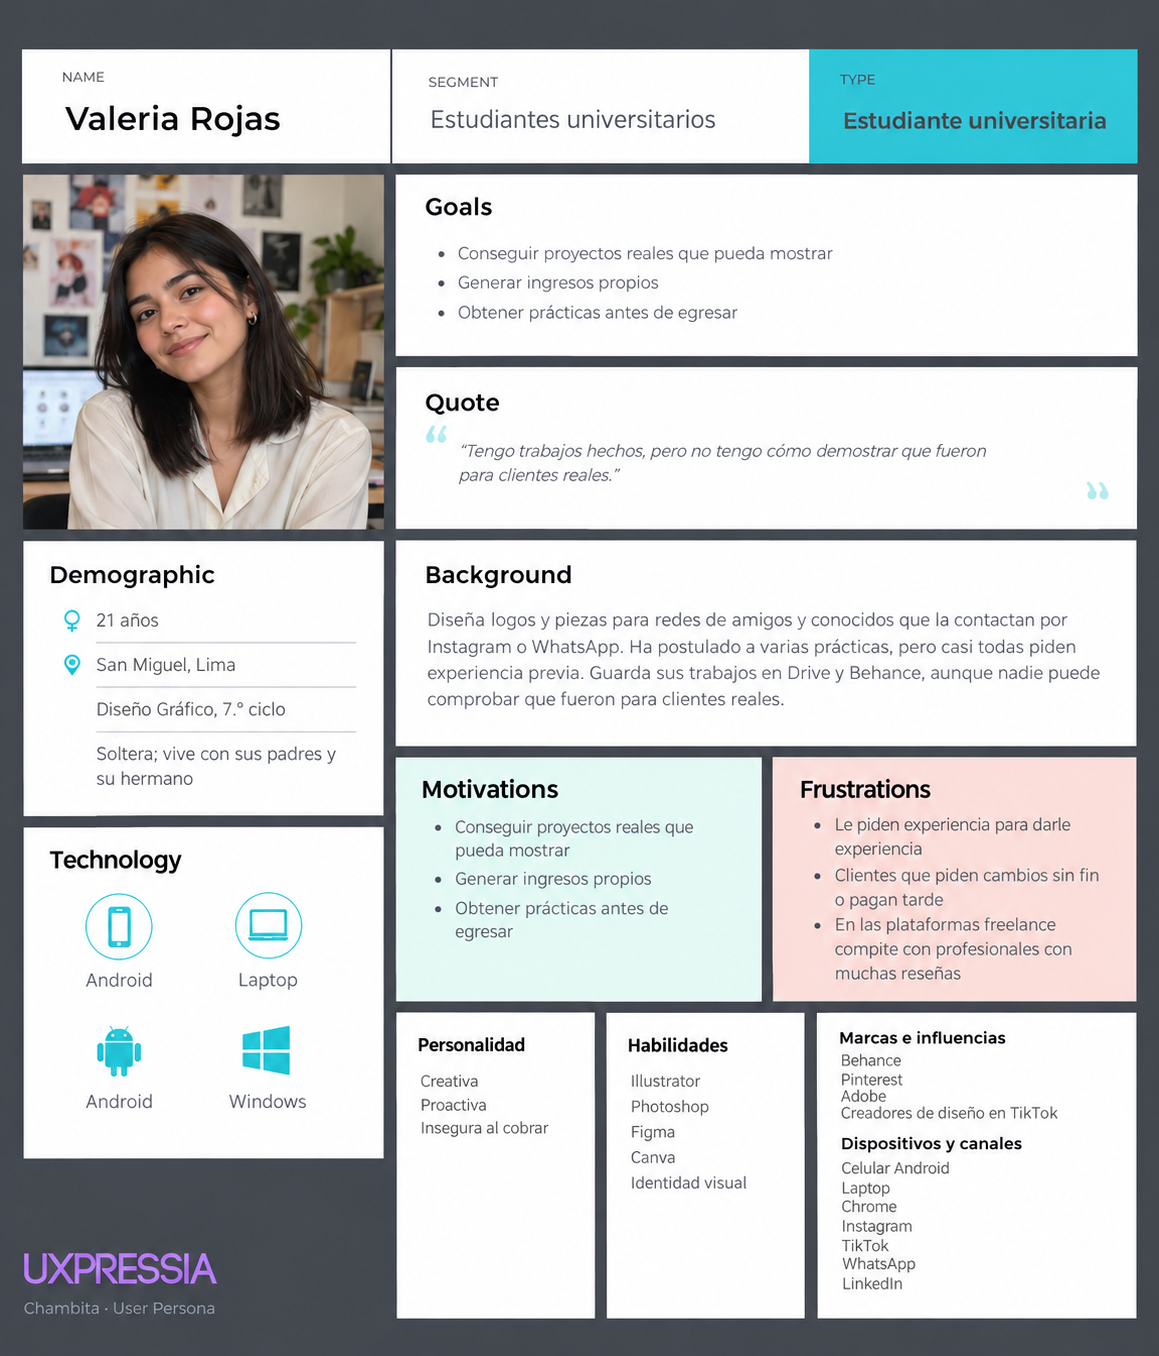 NAME
Valeria Rojas
SEGMENT
Estudiantes universitarios
TYPE
Estudiante universitaria
Goals
• Conseguir proyectos reales que pueda mostrar
• Generar ingresos propios
• Obtener prácticas antes de egresar
Quote
“Tengo trabajos hechos, pero no tengo cómo demostrar que fueron
para clientes reales.”
Demographic
21 años
San Miguel, Lima
Diseño Gráfico, 7.º ciclo
Soltera; vive con sus padres y
su hermano
Background
Diseña logos y piezas para redes de amigos y conocidos que la contactan por
Instagram o WhatsApp. Ha postulado a varias prácticas, pero casi todas piden
experiencia previa. Guarda sus trabajos en Drive y Behance, aunque nadie puede
comprobar que fueron para clientes reales.
Technology
Android
Laptop
Android
Windows
Motivations
• Conseguir proyectos reales que
pueda mostrar
• Generar ingresos propios
• Obtener prácticas antes de
egresar
Frustrations
• Le piden experiencia para darle
experiencia
• Clientes que piden cambios sin fin
o pagan tarde
• En las plataformas freelance
compite con profesionales con
muchas reseñas
Personalidad
Creativa
Proactiva
Insegura al cobrar
Habilidades
Illustrator
Photoshop
Figma
Canva
Identidad visual
Marcas e influencias
Behance
Pinterest
Adobe
Creadores de diseño en TikTok
Dispositivos y canales
Celular Android
Laptop
Chrome
Instagram
TikTok
WhatsApp
LinkedIn
UXPRESSIA
Chambita · User Persona